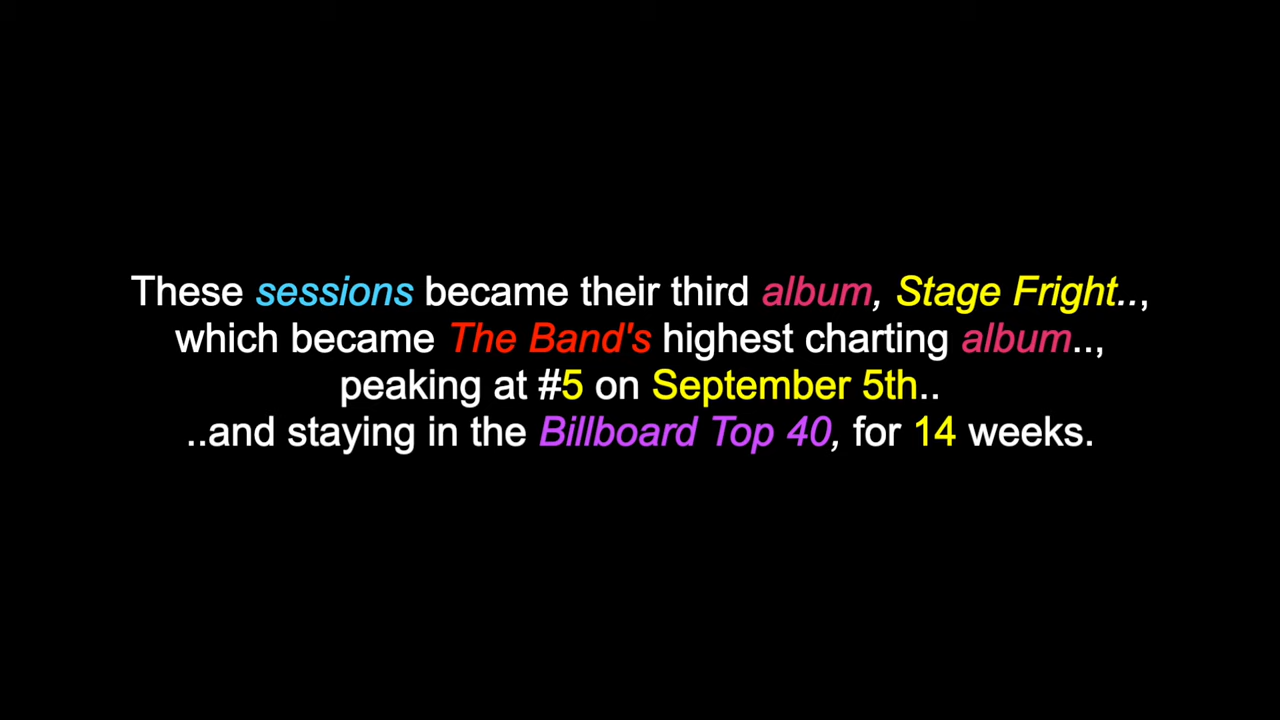 These sessions became their third album, Stage Fright..,
which became The Band's highest charting album..,
peaking at #5 on September 5th..
..and staying in the Billboard Top 40, for 14 weeks.